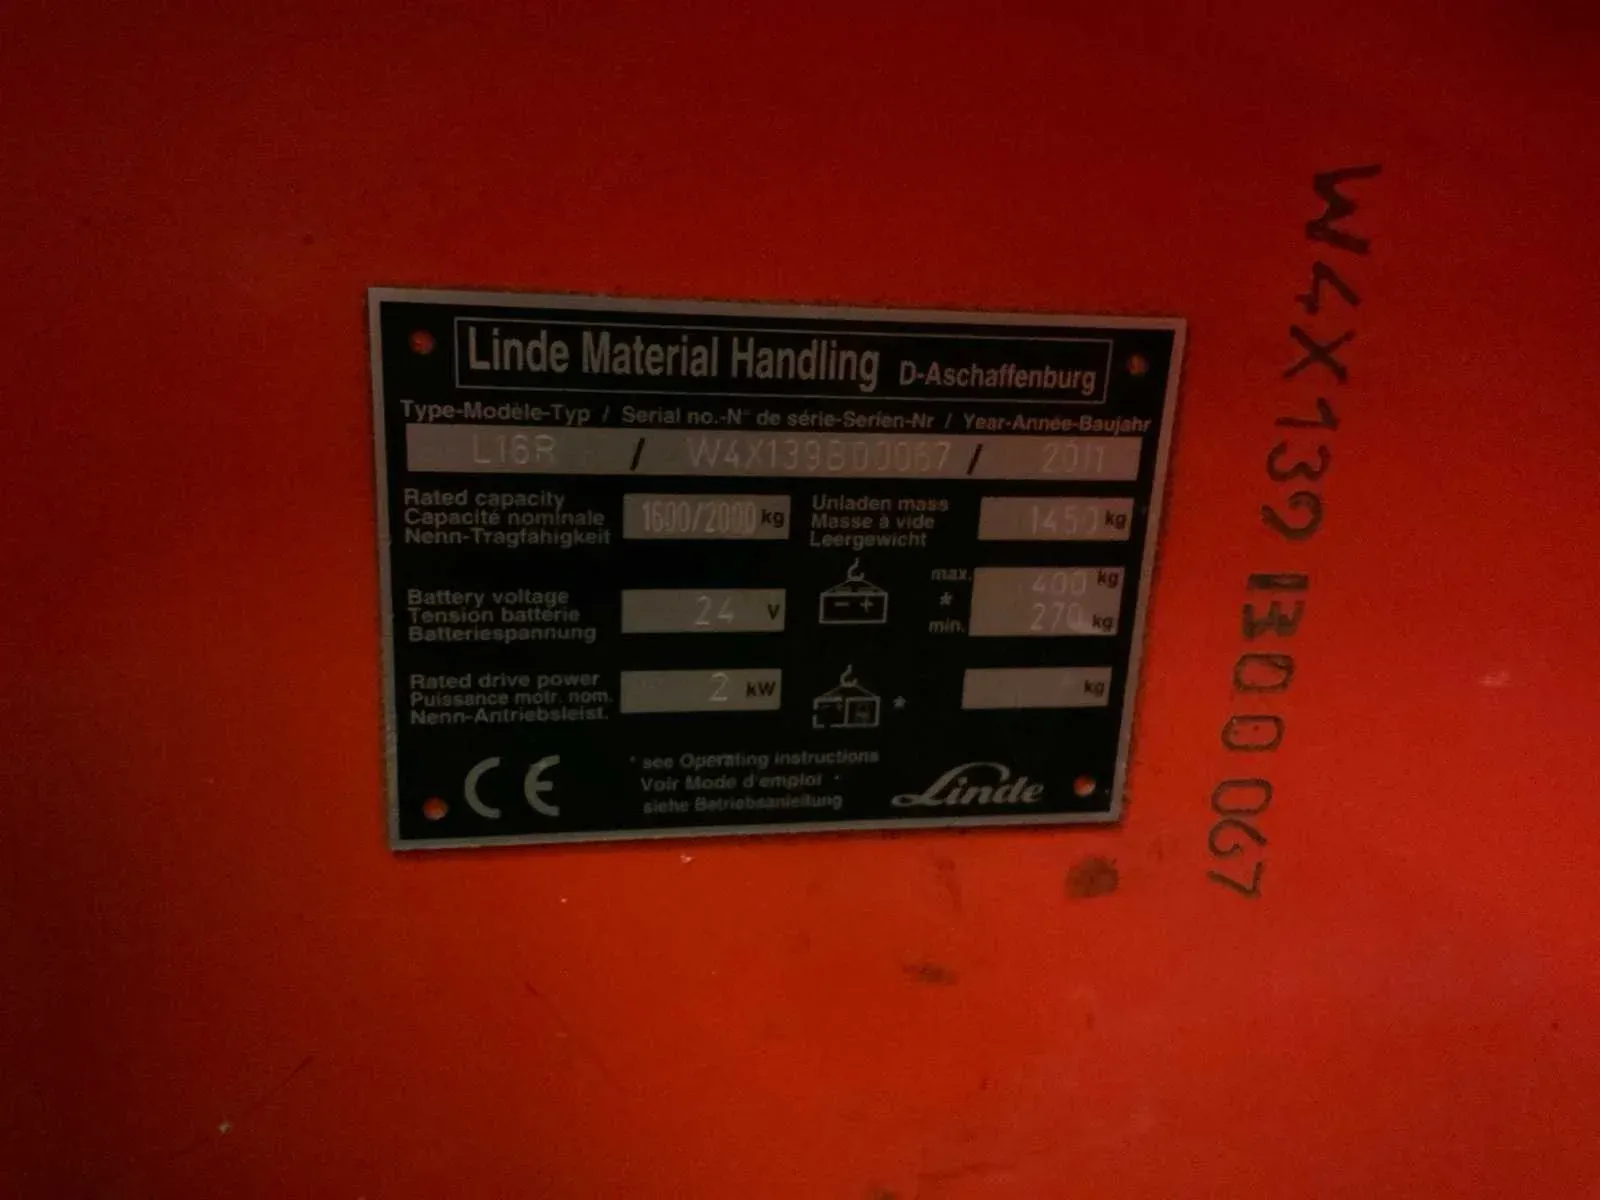 Linde Material Handling D-Aschaffenburg
Type-Modèle-Typ / Serial no.-N° de série-Serien-Nr / Year-Année-Baujahr
L16R / W4X139B00067 / 2011
Rated capacity
Capacité nominale
Nenn-Tragfähigkeit
1600/2000 kg
Unladen mass
Masse à vide
Leergewicht
1450 kg
Battery voltage
Tension batterie
Batteriespannung
24 V
- +
max.
*
min.
400 kg
270 kg
Rated drive power
Puissance motr. nom.
Nenn-Antriebsleist.
2 kW
*
kg
CE
* see Operating instructions
Voir Mode d'emploi *
siehe Betriebsanleitung
Linde
W4X139B00067